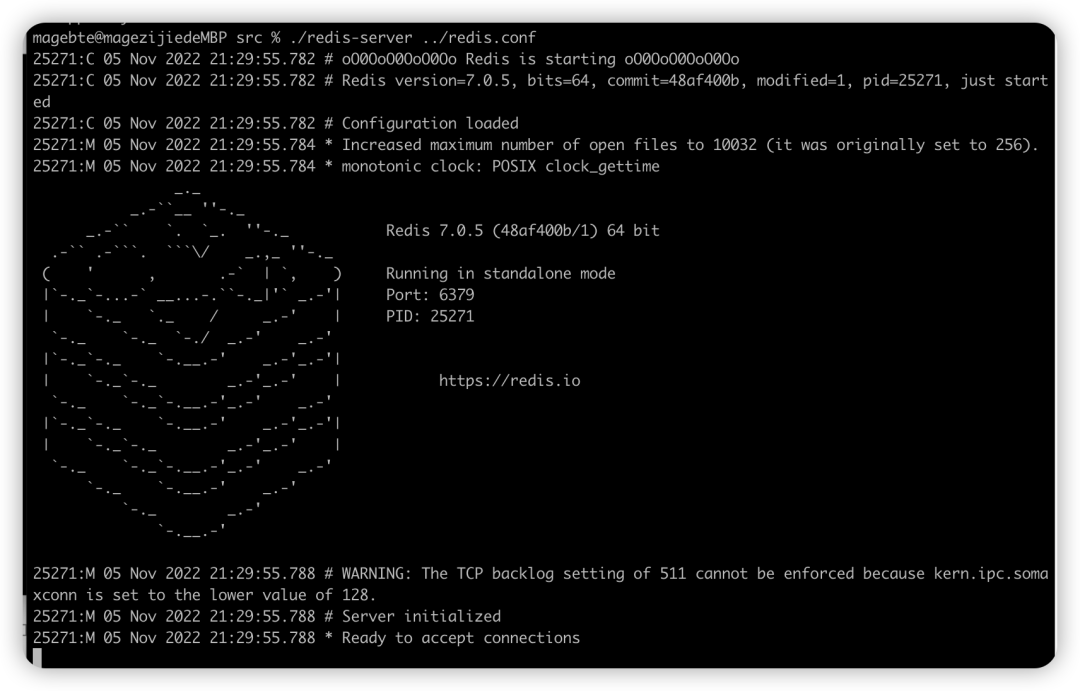 magebte@magezijiedeMBP src % ./redis-server ../redis.conf
25271:C 05 Nov 2022 21:29:55.782 # oO0OoO0OoO0Oo Redis is starting oO0OoO0OoO0Oo
25271:C 05 Nov 2022 21:29:55.782 # Redis version=7.0.5, bits=64, commit=48af400b, modified=1, pid=25271, just start
ed
25271:C 05 Nov 2022 21:29:55.782 # Configuration loaded
25271:M 05 Nov 2022 21:29:55.784 * Increased maximum number of open files to 10032 (it was originally set to 256).
25271:M 05 Nov 2022 21:29:55.784 * monotonic clock: POSIX clock_gettime
Redis 7.0.5 (48af400b/1) 64 bit
Running in standalone mode
Port: 6379
PID: 25271
https://redis.io
25271:M 05 Nov 2022 21:29:55.788 # WARNING: The TCP backlog setting of 511 cannot be enforced because kern.ipc.soma
xconn is set to the lower value of 128.
25271:M 05 Nov 2022 21:29:55.788 # Server initialized
25271:M 05 Nov 2022 21:29:55.788 * Ready to accept connections